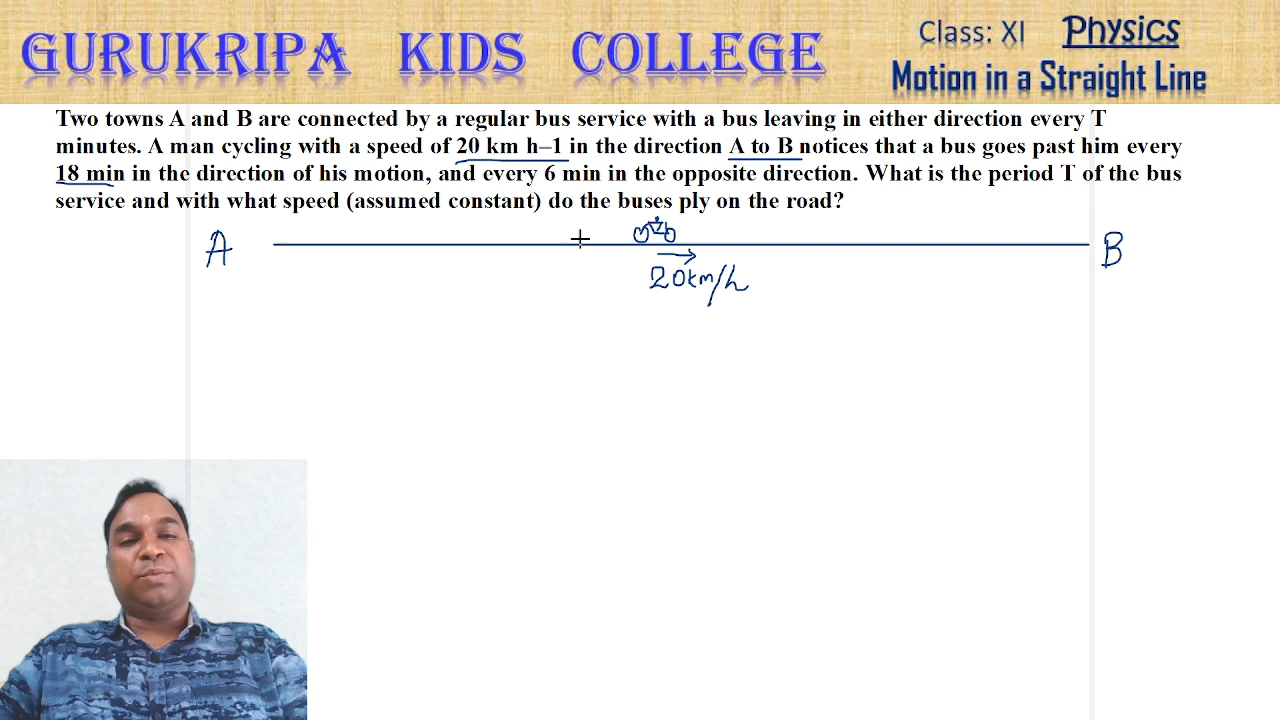 GURUKRIPA KIDS COLLEGE
Class: XI Physics
Motion in a Straight Line
Two towns A and B are connected by a regular bus service with a bus leaving in either direction every T
minutes. A man cycling with a speed of 20 km h–1 in the direction A to B notices that a bus goes past him every
18 min in the direction of his motion, and every 6 min in the opposite direction. What is the period T of the bus
service and with what speed (assumed constant) do the buses ply on the road?
A B
20km/h